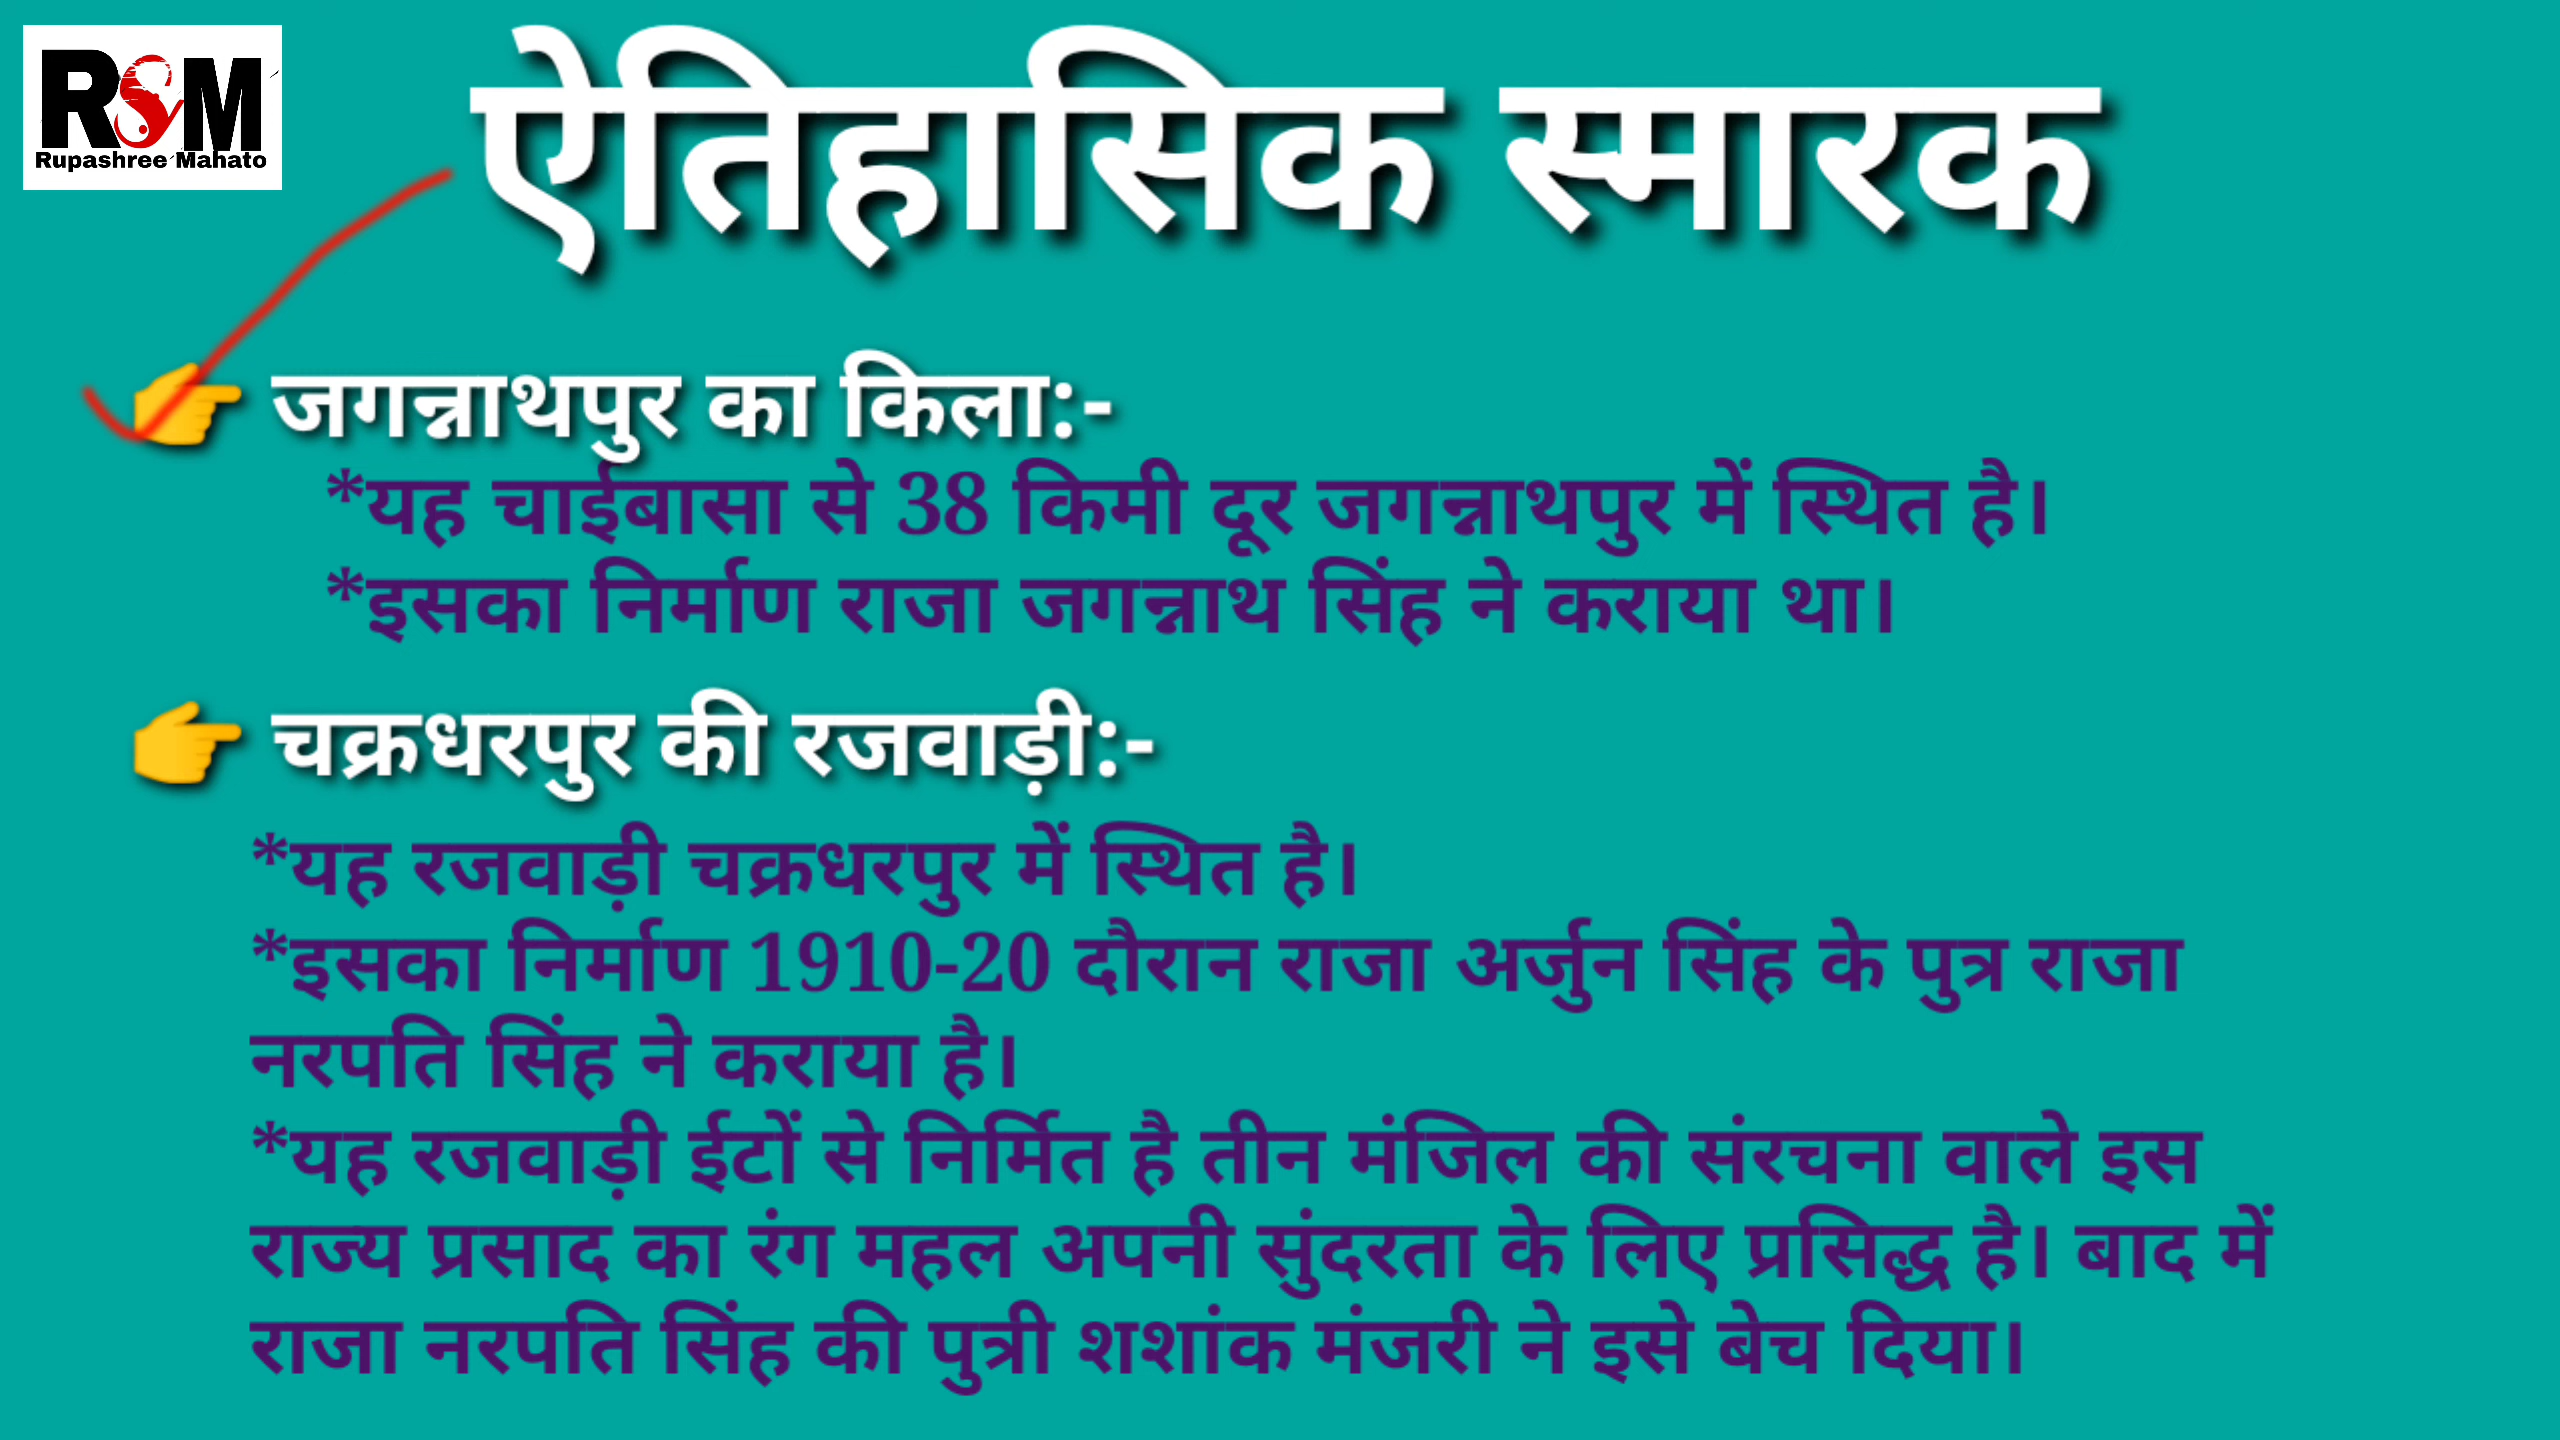 RSM
Rupashree Mahato
ऐतिहासिक स्मारक
👉 जगन्नाथपुर का किला:-
*यह चाईबासा से 38 किमी दूर जगन्नाथपुर में स्थित है।
*इसका निर्माण राजा जगन्नाथ सिंह ने कराया था।
👉 चक्रधरपुर की रजवाड़ी:-
*यह रजवाड़ी चक्रधरपुर में स्थित है।
*इसका निर्माण 1910-20 दौरान राजा अर्जुन सिंह के पुत्र राजा
नरपति सिंह ने कराया है।
*यह रजवाड़ी ईटों से निर्मित है तीन मंजिल की संरचना वाले इस
राज्य प्रसाद का रंग महल अपनी सुंदरता के लिए प्रसिद्ध है। बाद में
राजा नरपति सिंह की पुत्री शशांक मंजरी ने इसे बेच दिया।